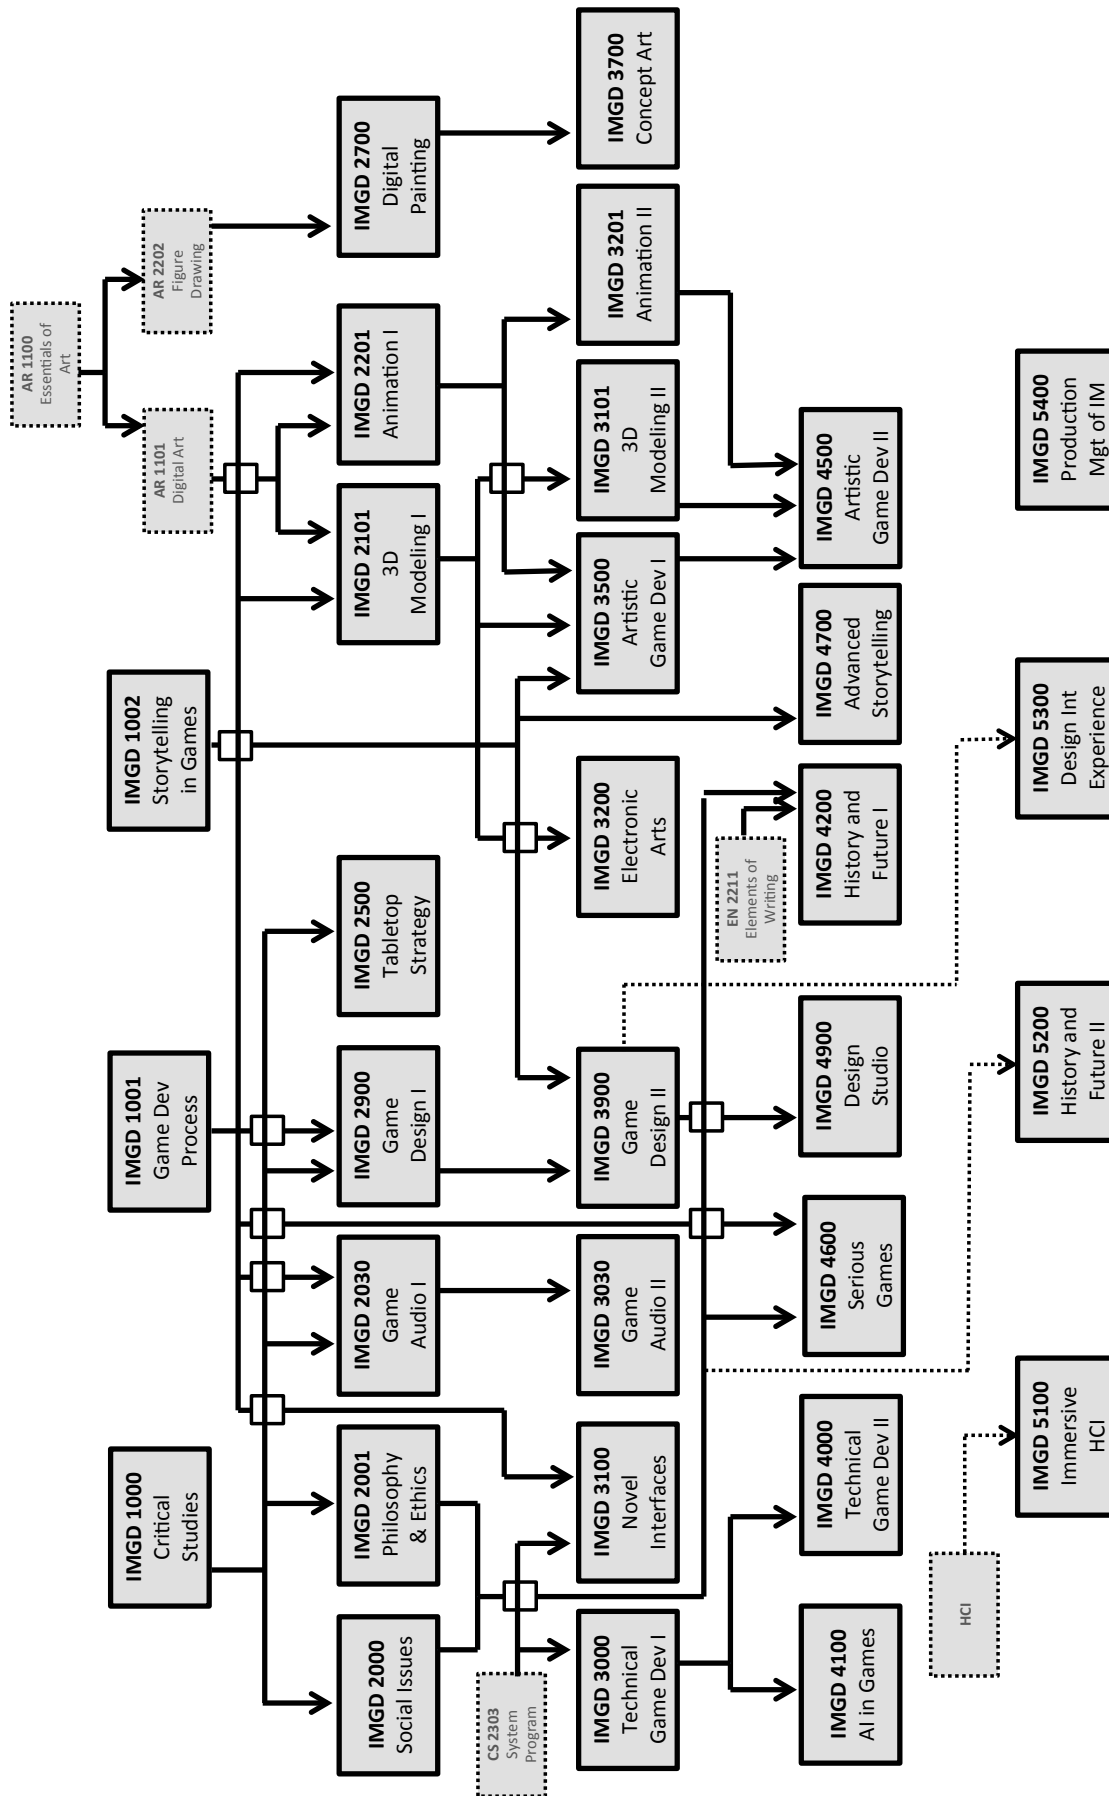 AR 1100
Essentials of
Art
AR 1101
Digital Art
AR 2202
Figure
Drawing
IMGD 1000
Critical
Studies
IMGD 1001
Game Dev
Process
IMGD 1002
Storytelling
in Games
IMGD 2000
Social Issues
IMGD 2001
Philosophy
& Ethics
IMGD 2030
Game
Audio I
IMGD 2900
Game
Design I
IMGD 2500
Tabletop
Strategy
IMGD 2101
3D
Modeling I
IMGD 2201
Animation I
IMGD 2700
Digital
Painting
CS 2303
System
Program
IMGD 3000
Technical
Game Dev I
IMGD 3100
Novel
Interfaces
IMGD 3030
Game
Audio II
IMGD 3900
Game
Design II
IMGD 3200
Electronic
Arts
IMGD 3500
Artistic
Game Dev I
IMGD 3101
3D
Modeling II
IMGD 3201
Animation II
IMGD 3700
Concept Art
EN 2211
Elements of
Writing
IMGD 4100
AI in Games
IMGD 4000
Technical
Game Dev II
IMGD 4600
Serious
Games
IMGD 4900
Design
Studio
IMGD 4200
History and
Future I
IMGD 4700
Advanced
Storytelling
IMGD 4500
Artistic
Game Dev II
HCI
IMGD 5100
Immersive
HCI
IMGD 5200
History and
Future II
IMGD 5300
Design Int
Experience
IMGD 5400
Production
Mgt of IM